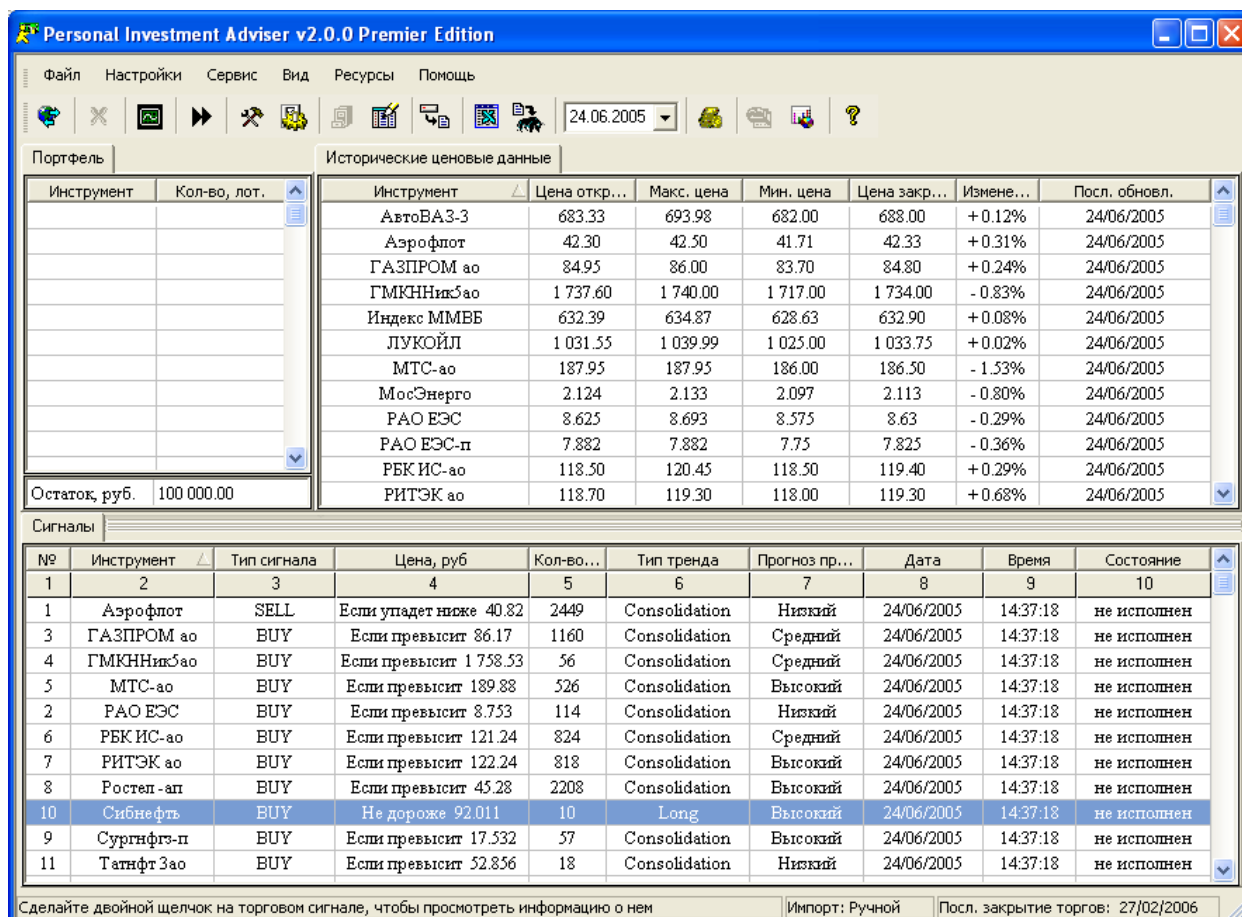 Personal Investment Adviser v2.0.0 Premier Edition
Файл Настройки Сервис Вид Ресурсы Помощь
24.06.2005
Портфель
Инструмент Кол-во, лот.
Остаток, руб. 100 000.00
Исторические ценовые данные
Инструмент Цена откр... Макс. цена Мин. цена Цена закр... Измене... Посл. обновл.
АвтоВАЗ-3 683.33 693.98 682.00 688.00 + 0.12% 24/06/2005
Аэрофлот 42.30 42.50 41.71 42.33 + 0.31% 24/06/2005
ГАЗПРОМ ао 84.95 86.00 83.70 84.80 + 0.24% 24/06/2005
ГМКННик5ао 1 737.60 1 740.00 1 717.00 1 734.00 - 0.83% 24/06/2005
Индекс ММВБ 632.39 634.87 628.63 632.90 + 0.08% 24/06/2005
ЛУКОЙЛ 1 031.55 1 039.99 1 025.00 1 033.75 + 0.02% 24/06/2005
МТС-ао 187.95 187.95 186.00 186.50 - 1.53% 24/06/2005
МосЭнерго 2.124 2.133 2.097 2.113 - 0.80% 24/06/2005
РАО ЕЭС 8.625 8.693 8.575 8.63 - 0.29% 24/06/2005
РАО ЕЭС-п 7.882 7.882 7.75 7.825 - 0.36% 24/06/2005
РБК ИС-ао 118.50 120.45 118.50 119.40 + 0.29% 24/06/2005
РИТЭК ао 118.70 119.30 118.00 119.30 + 0.68% 24/06/2005
Сигналы
№ Инструмент Тип сигнала Цена, руб Кол-во... Тип тренда Прогноз пр... Дата Время Состояние
1 2 3 4 5 6 7 8 9 10
1 Аэрофлот SELL Если упадет ниже 40.82 2449 Consolidation Низкий 24/06/2005 14:37:18 не исполнен
3 ГАЗПРОМ ао BUY Если превысит 86.17 1160 Consolidation Средний 24/06/2005 14:37:18 не исполнен
4 ГМКННик5ао BUY Если превысит 1 758.53 56 Consolidation Средний 24/06/2005 14:37:18 не исполнен
5 МТС-ао BUY Если превысит 189.88 526 Consolidation Высокий 24/06/2005 14:37:18 не исполнен
2 РАО ЕЭС BUY Если превысит 8.753 114 Consolidation Низкий 24/06/2005 14:37:18 не исполнен
6 РБК ИС-ао BUY Если превысит 121.24 824 Consolidation Средний 24/06/2005 14:37:18 не исполнен
7 РИТЭК ао BUY Если превысит 122.24 818 Consolidation Высокий 24/06/2005 14:37:18 не исполнен
8 Ростел -ап BUY Если превысит 45.28 2208 Consolidation Высокий 24/06/2005 14:37:18 не исполнен
10 Сибнефть BUY Не дороже 92.011 10 Long Высокий 24/06/2005 14:37:18 не исполнен
9 Сургнфгз-п BUY Если превысит 17.532 57 Consolidation Высокий 24/06/2005 14:37:18 не исполнен
11 Татнфт 3ао BUY Если превысит 52.856 18 Consolidation Низкий 24/06/2005 14:37:18 не исполнен
Сделайте двойной щелчок на торговом сигнале, чтобы просмотреть информацию о нем Импорт: Ручной Посл. закрытие торгов: 27/02/2006